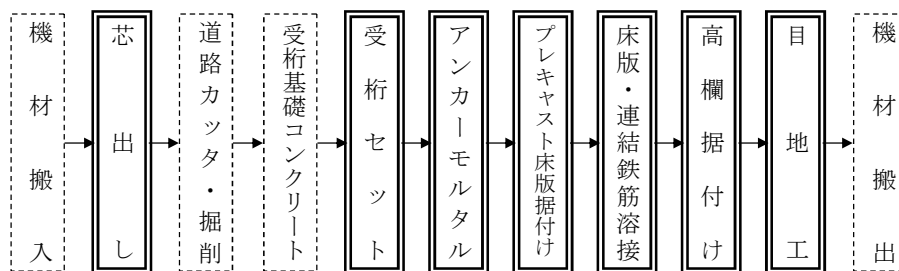 機材搬入
芯出し
道路カッタ・掘削
受桁基礎コンクリート
受桁セット
アンカーモルタル
プレキャスト床版据付け
床版・連結鉄筋溶接
高欄据付け
目地工
機材搬出